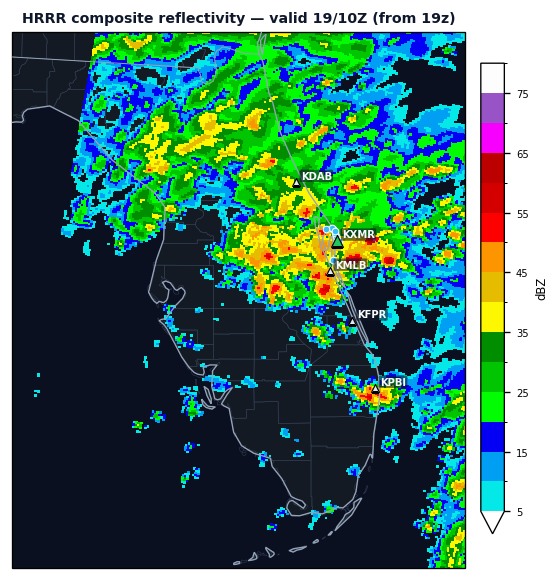 HRRR composite reflectivity — valid 19/10Z (from 19z)
KDAB
KXMR
KMLB
KFPR
KPBI
75
65
55
45
35
25
15
5
dBZ